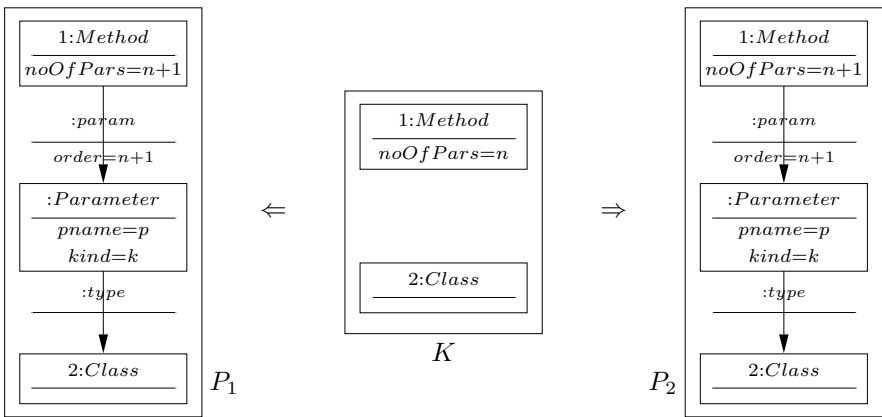 1:Method
noOfPars=n+1
:param
order=n+1
:Parameter
pname=p
kind=k
:type
2:Class
P1
⇐
1:Method
noOfPars=n
2:Class
K
⇒
1:Method
noOfPars=n+1
:param
order=n+1
:Parameter
pname=p
kind=k
:type
2:Class
P2